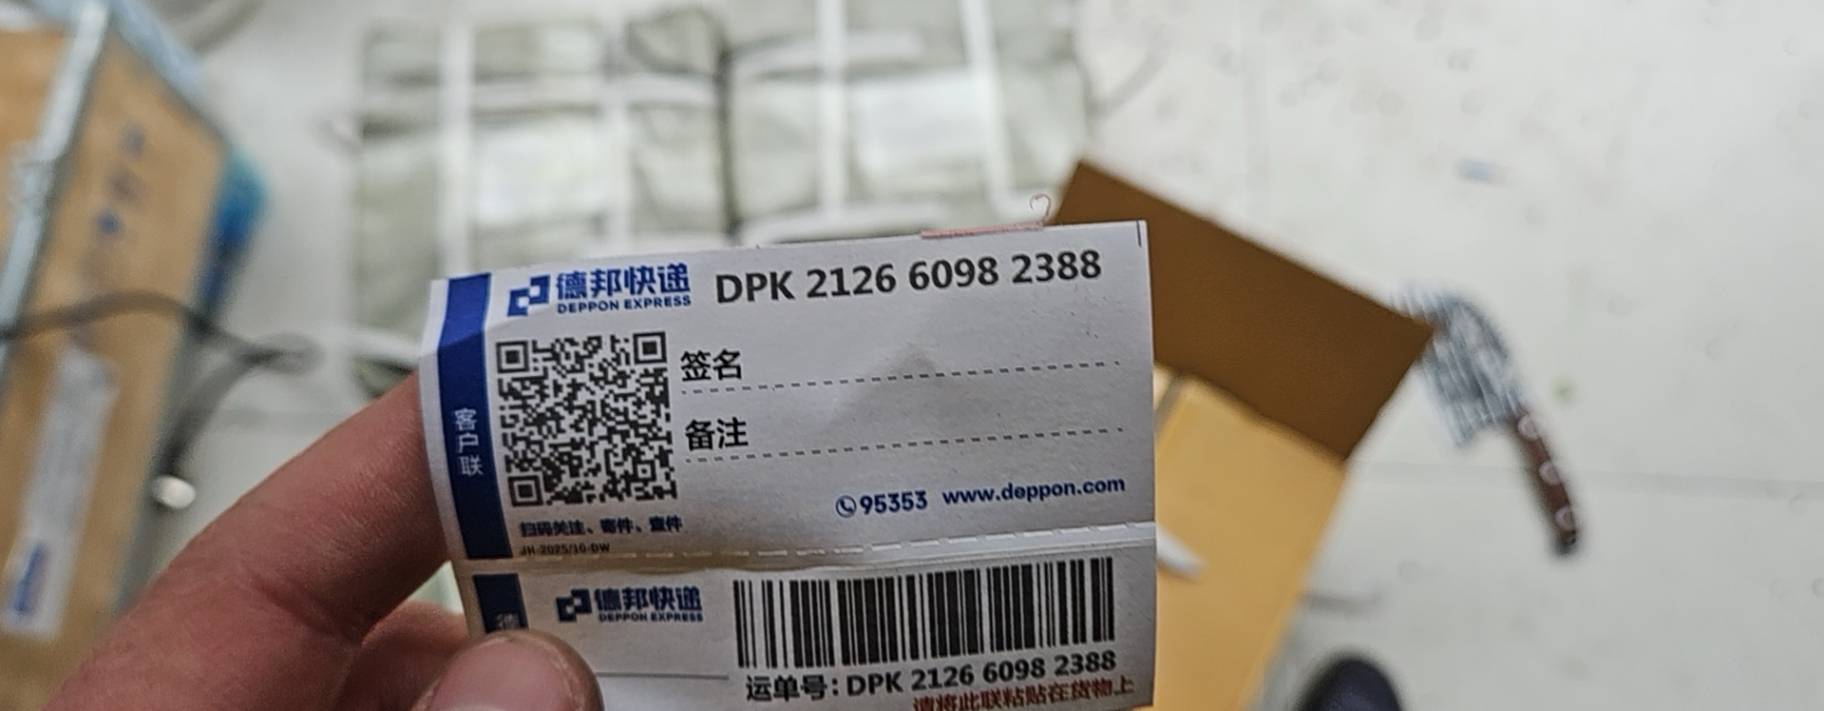 德邦快递 DPK 2126 6098 2388
DEPPON EXPRESS
签名
备注
客户联
95353 www.deppon.com
扫码关注、寄件、查件
JH-2025/10-DW
德邦快递
DEPPON EXPRESS
德
运单号:DPK 2126 6098 2388
请将此联粘贴在货物上